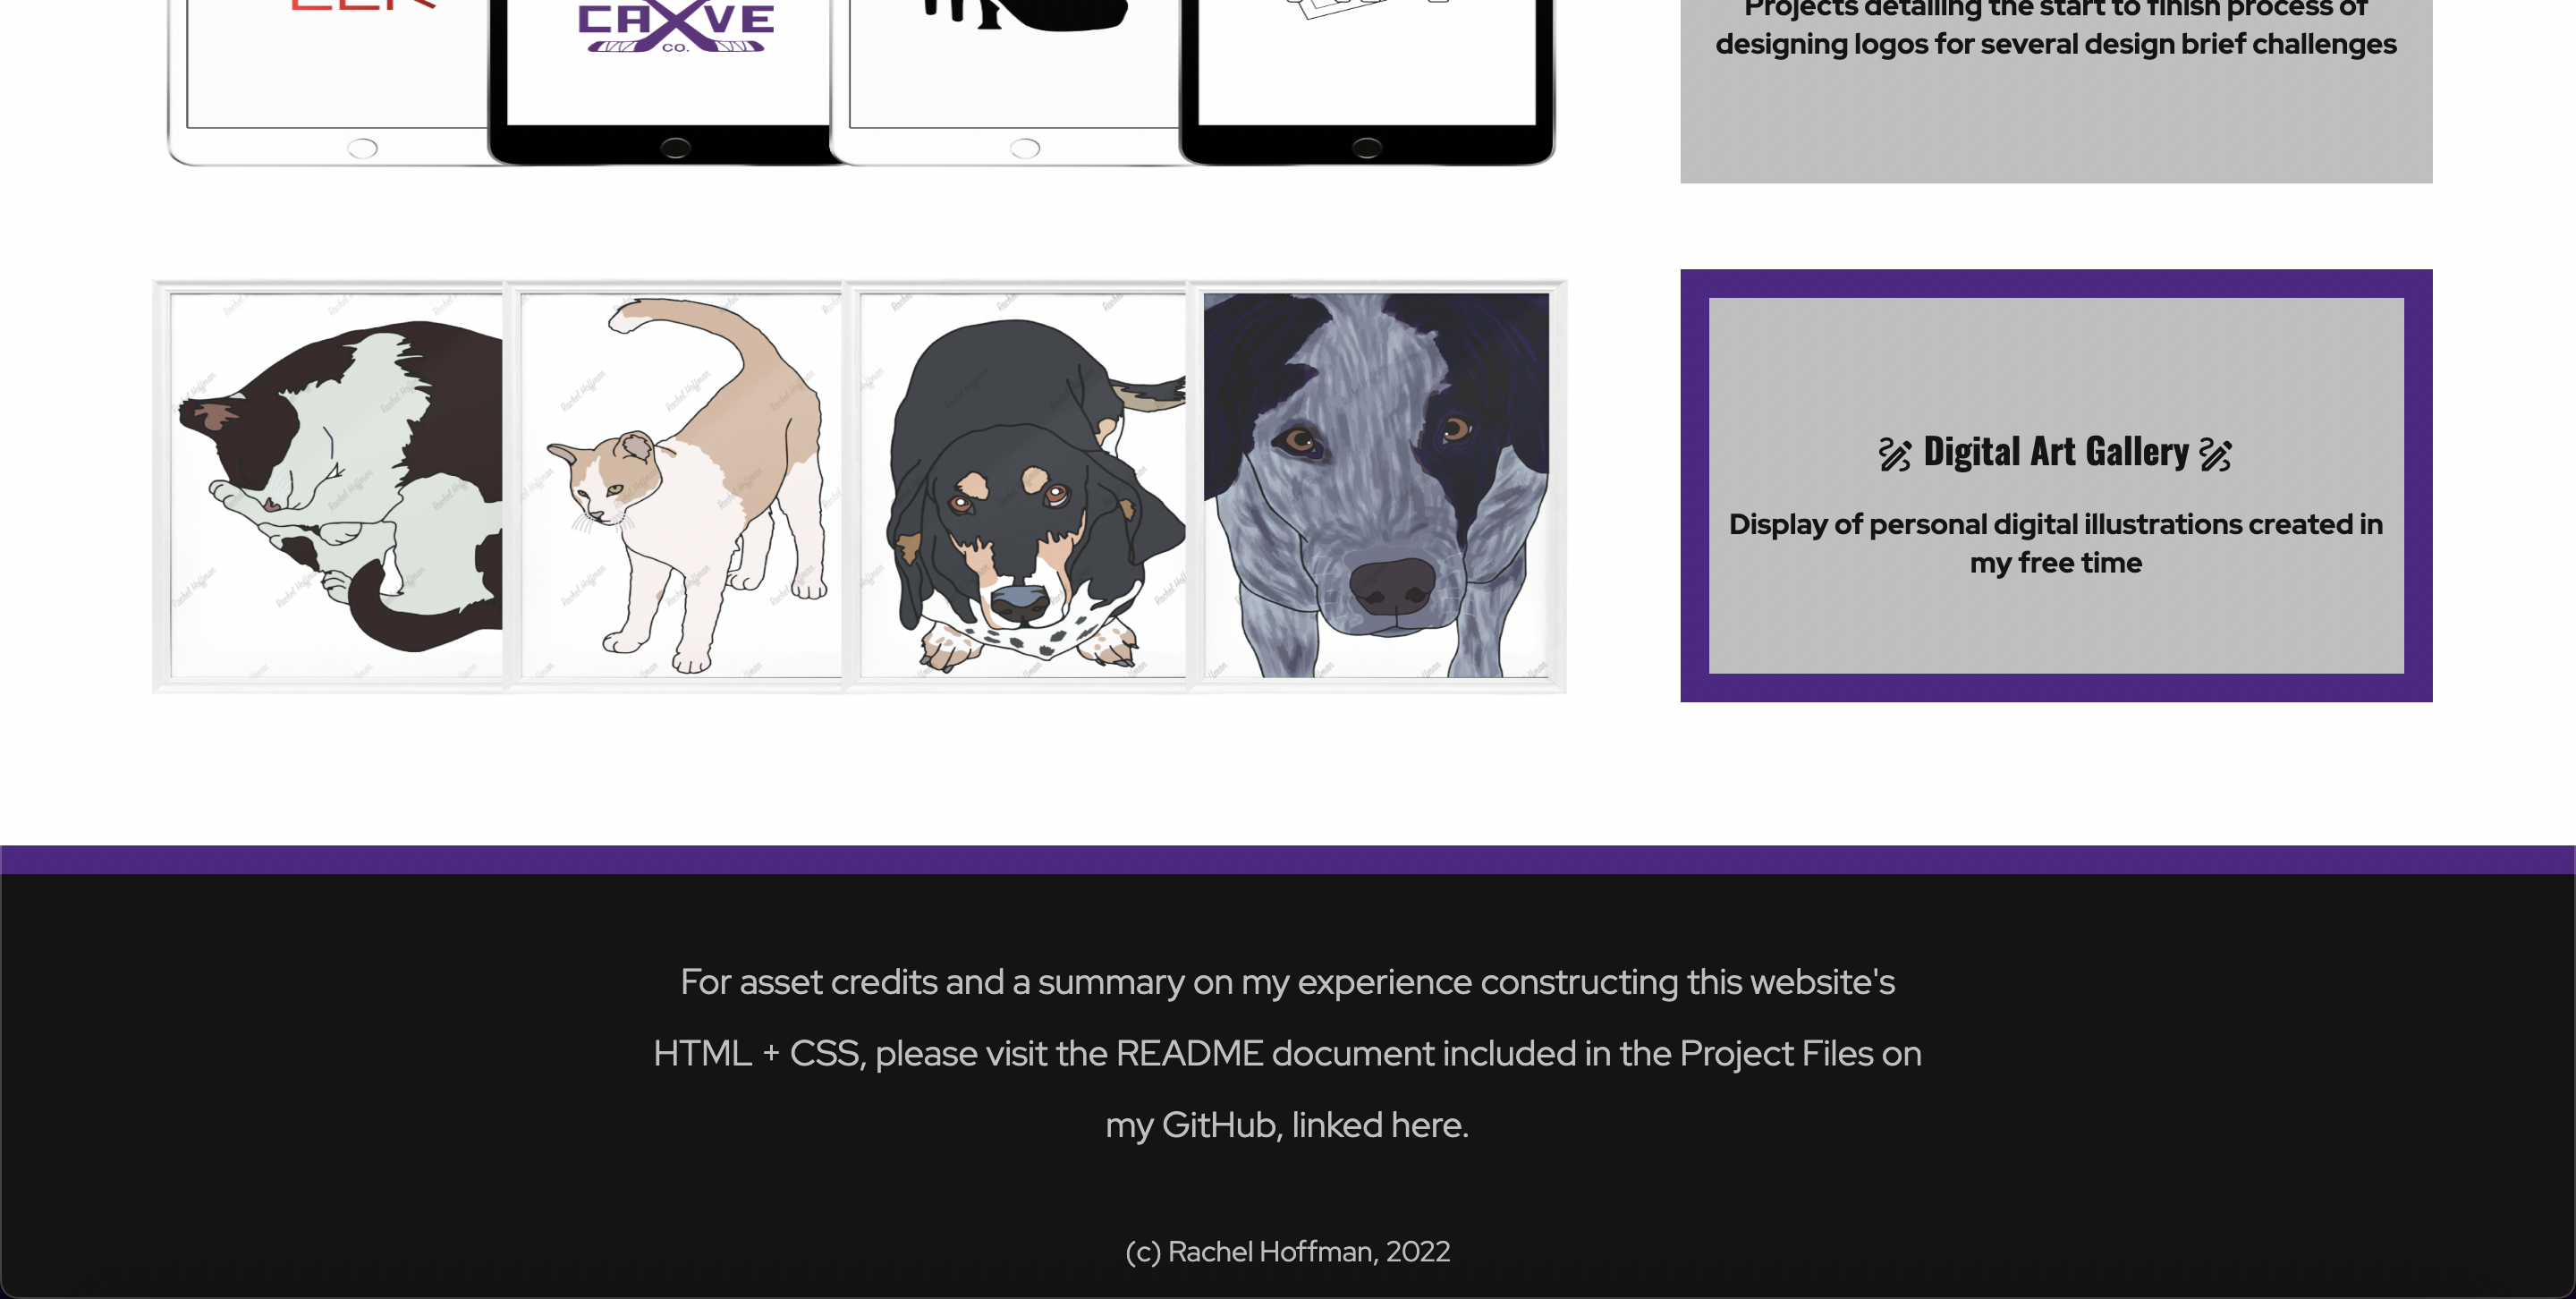 CAXVE
CO.
Projects detailing the start to finish process of
designing logos for several design brief challenges
Rachel Hoffman
Digital Art Gallery
Display of personal digital illustrations created in
my free time
For asset credits and a summary on my experience constructing this website's
HTML + CSS, please visit the README document included in the Project Files on
my GitHub, linked here.
(c) Rachel Hoffman, 2022